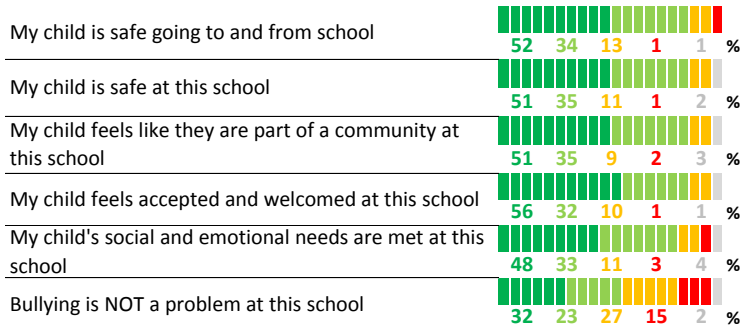 My child is safe going to and from school
52 34 13 1 1 %
My child is safe at this school
51 35 11 1 2 %
My child feels like they are part of a community at
this school
51 35 9 2 3 %
My child feels accepted and welcomed at this school
56 32 10 1 1 %
My child's social and emotional needs are met at this
school
48 33 11 3 4 %
Bullying is NOT a problem at this school
32 23 27 15 2 %